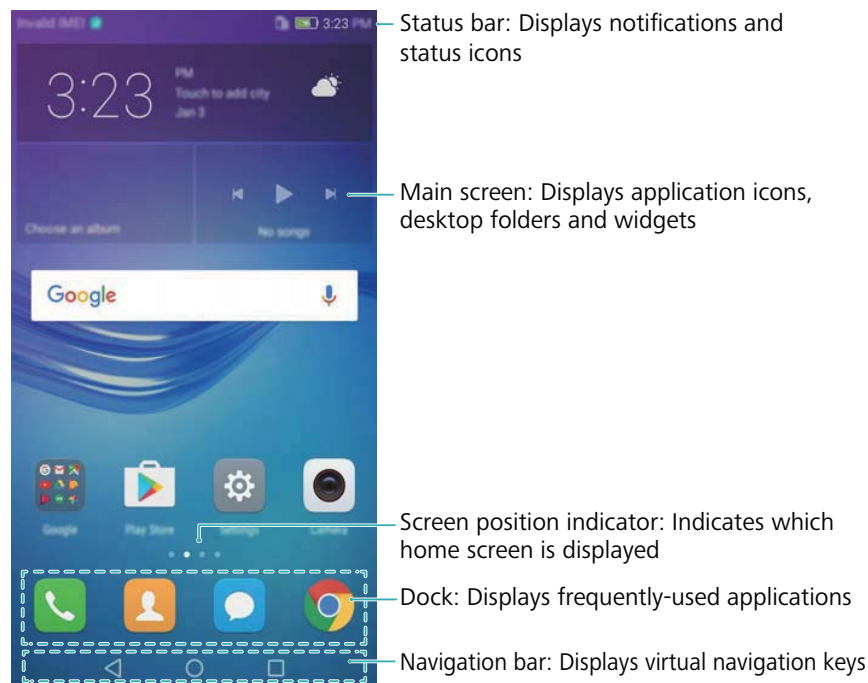 Invalid IMEI
3:23 PM
Status bar: Displays notifications and
status icons
3:23
PM
Touch to add city
Jan 3
Main screen: Displays application icons,
desktop folders and widgets
Choose an album
No songs
Google
Google
Play Store
Settings
Camera
Screen position indicator: Indicates which
home screen is displayed
Dock: Displays frequently-used applications
Navigation bar: Displays virtual navigation keys